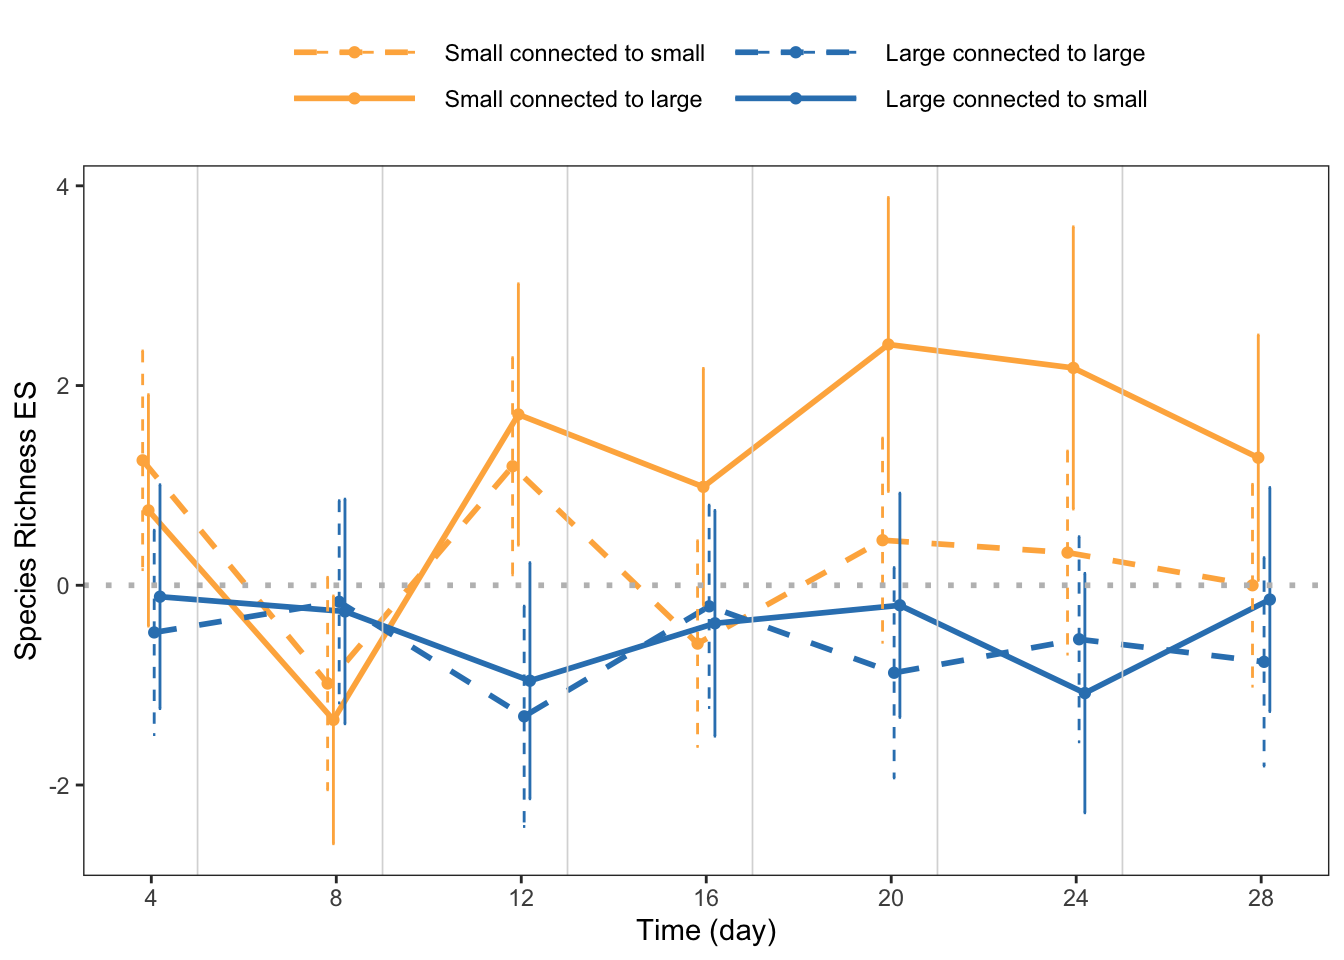 Small connected to small
Large connected to large
Small connected to large
Large connected to small
Species Richness ES
4
2
0
-2
4
8
12
16
20
24
28
Time (day)